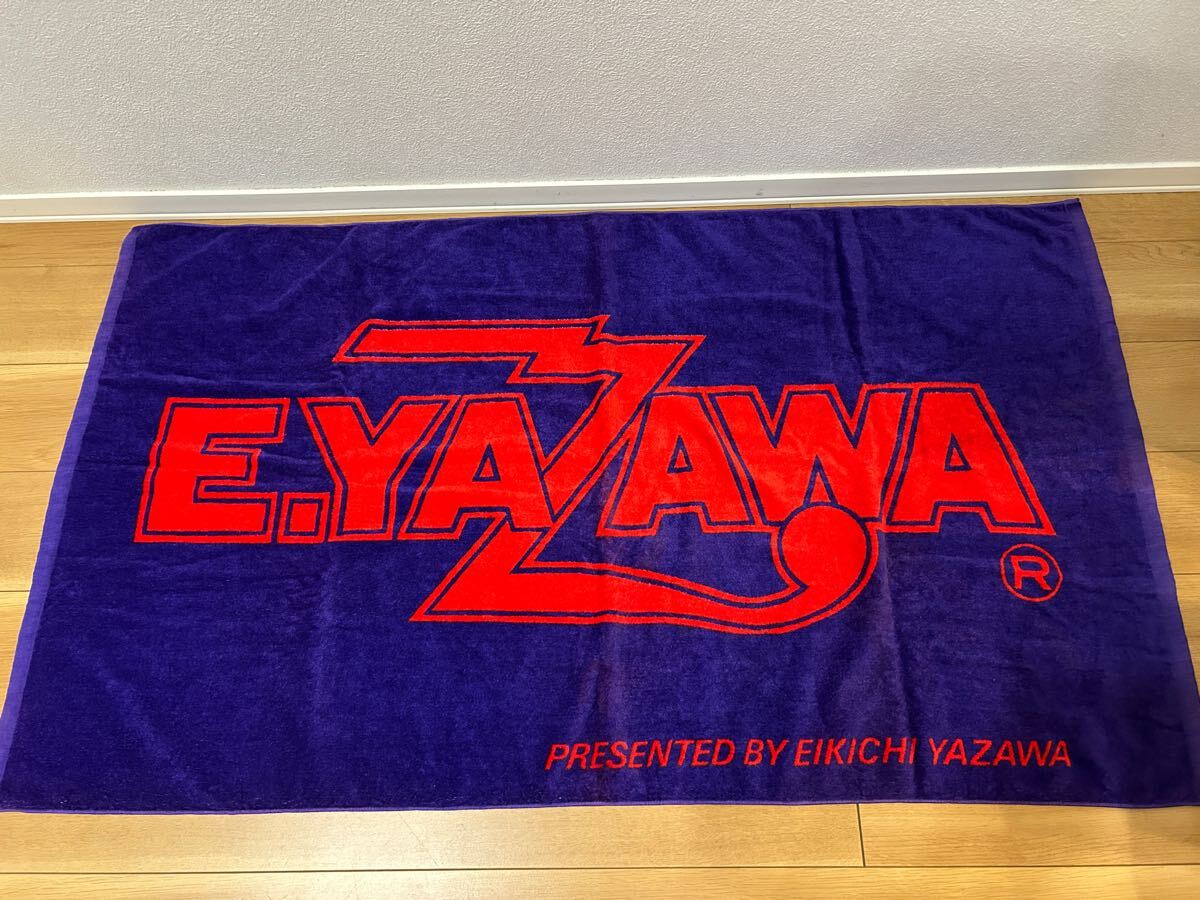 E.YAZAWA
®
PRESENTED BY EIKICHI YAZAWA